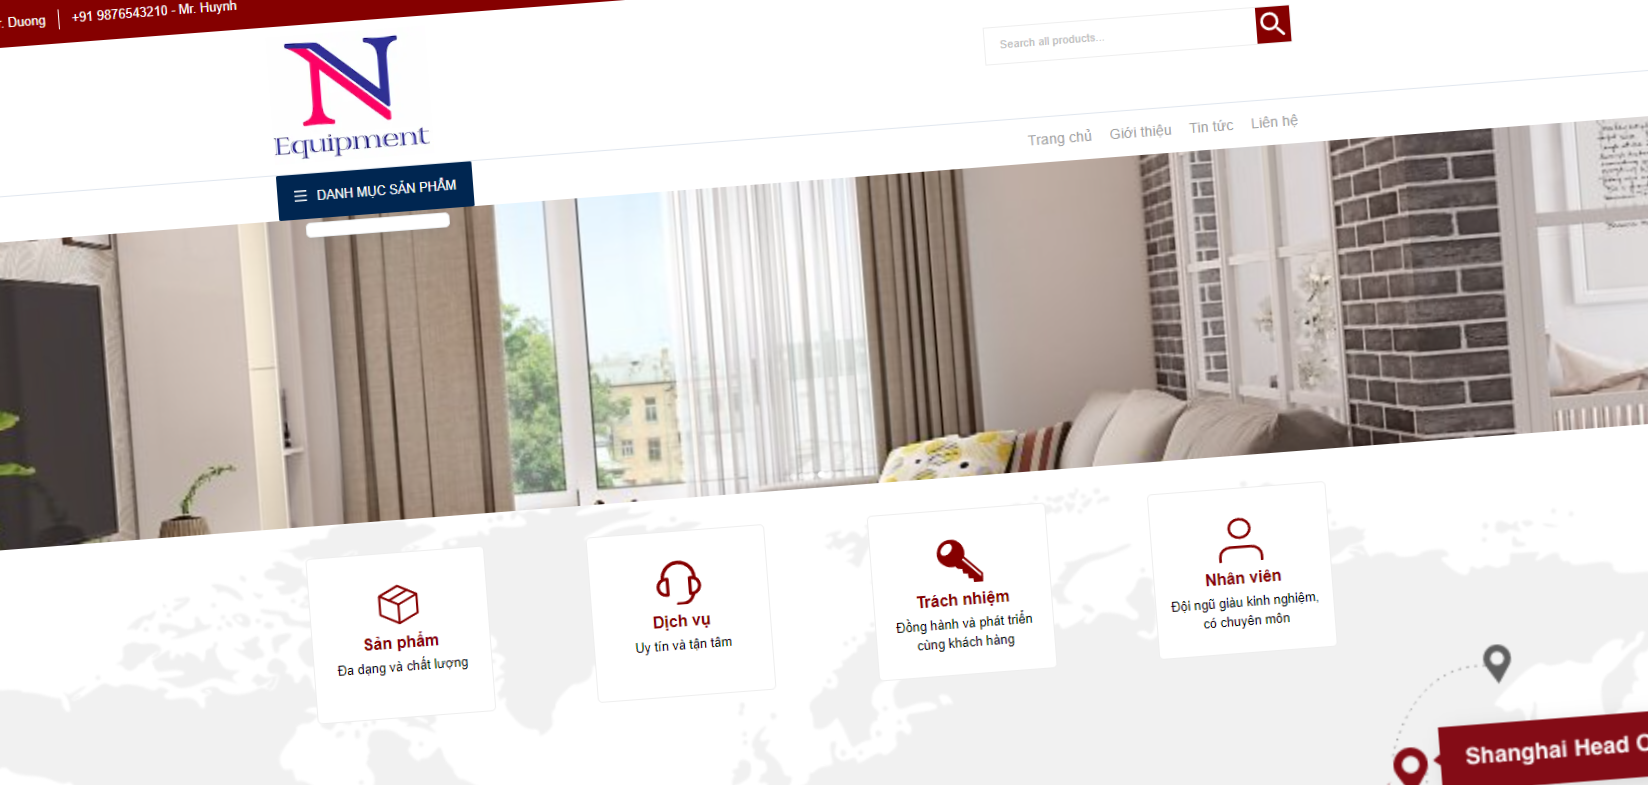 r. Duong
+91 9876543210 - Mr. Huynh
N
Equipment
Search all products...
Trang chủ
Giới thiệu
Tin tức
Liên hệ
DANH MỤC SẢN PHẨM
Sản phẩm
Đa dạng và chất lượng
Dịch vụ
Uy tín và tận tâm
Trách nhiệm
Đồng hành và phát triển
cùng khách hàng
Nhân viên
Đội ngũ giàu kinh nghiệm,
có chuyên môn
Shanghai Head